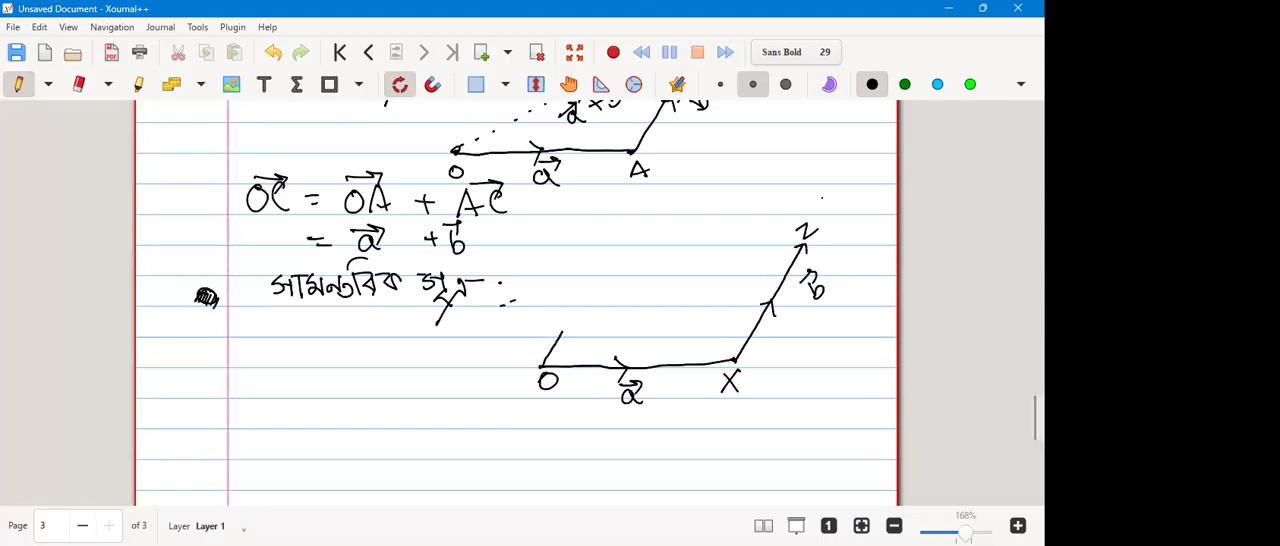 Unsaved Document - Xournal++
File Edit View Journal Tools Plugin Help
Sans Bold 29
O a A
OC = OA + AC
= a + b
সামন্তরিক সূত্র :
Z
b
O a X
Page 3 of 3 Layer Layer 1
168%